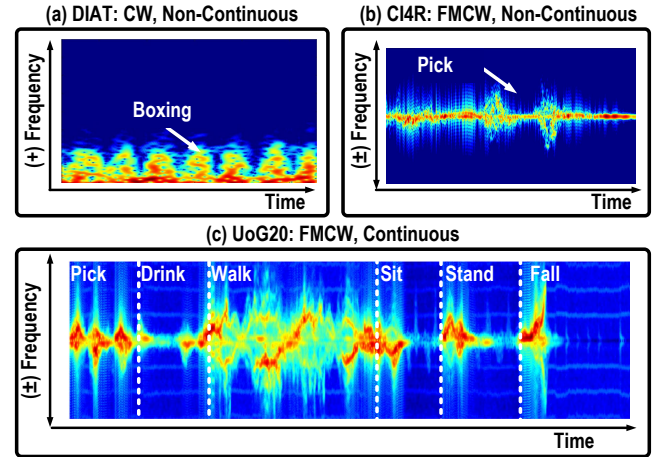 (a) DIAT: CW, Non-Continuous
(+) Frequency
Boxing
Time
(b) CI4R: FMCW, Non-Continuous
(±) Frequency
Pick
Time
(c) UoG20: FMCW, Continuous
(±) Frequency
Pick Drink Walk Sit Stand Fall
Time